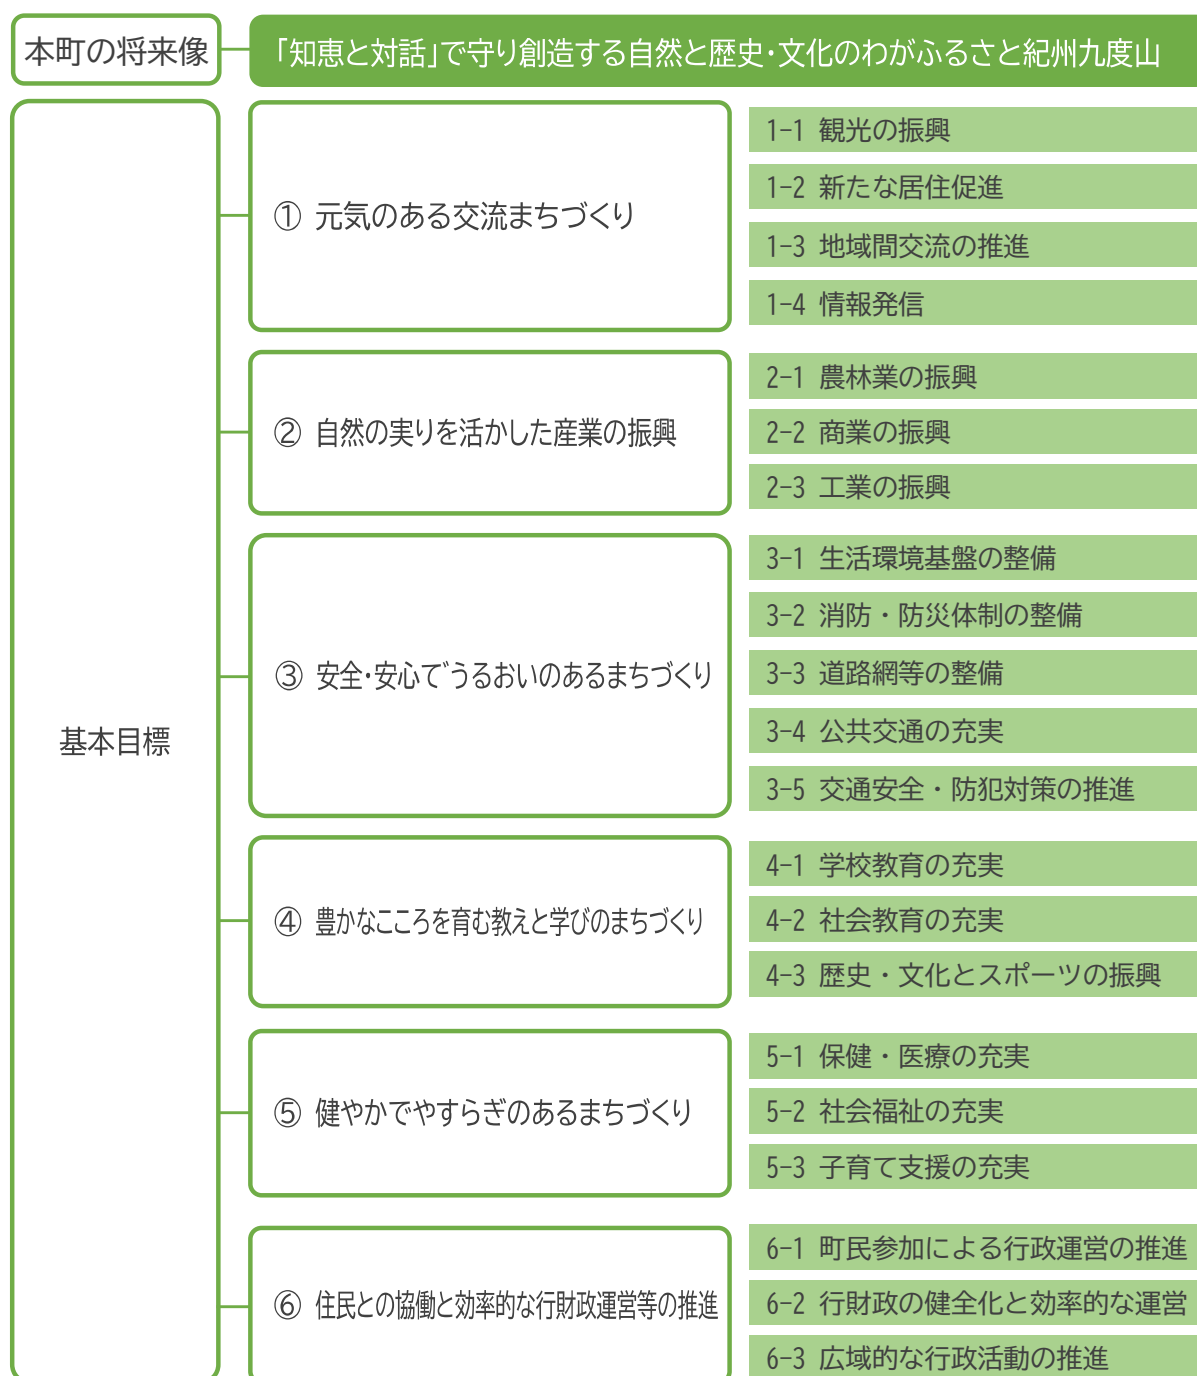 本町の将来像
「知恵と対話」で守り創造する自然と歴史・文化のわがふるさと紀州九度山
基本目標
① 元気のある交流まちづくり
1-1 観光の振興
1-2 新たな居住促進
1-3 地域間交流の推進
1-4 情報発信
② 自然の実りを活かした産業の振興
2-1 農林業の振興
2-2 商業の振興
2-3 工業の振興
③ 安全・安心でうるおいのあるまちづくり
3-1 生活環境基盤の整備
3-2 消防・防災体制の整備
3-3 道路網等の整備
3-4 公共交通の充実
3-5 交通安全・防犯対策の推進
④ 豊かなこころを育む教えと学びのまちづくり
4-1 学校教育の充実
4-2 社会教育の充実
4-3 歴史・文化とスポーツの振興
⑤ 健やかでやすらぎのあるまちづくり
5-1 保健・医療の充実
5-2 社会福祉の充実
5-3 子育て支援の充実
⑥ 住民との協働と効率的な行財政運営等の推進
6-1 町民参加による行政運営の推進
6-2 行財政の健全化と効率的な運営
6-3 広域的な行政活動の推進